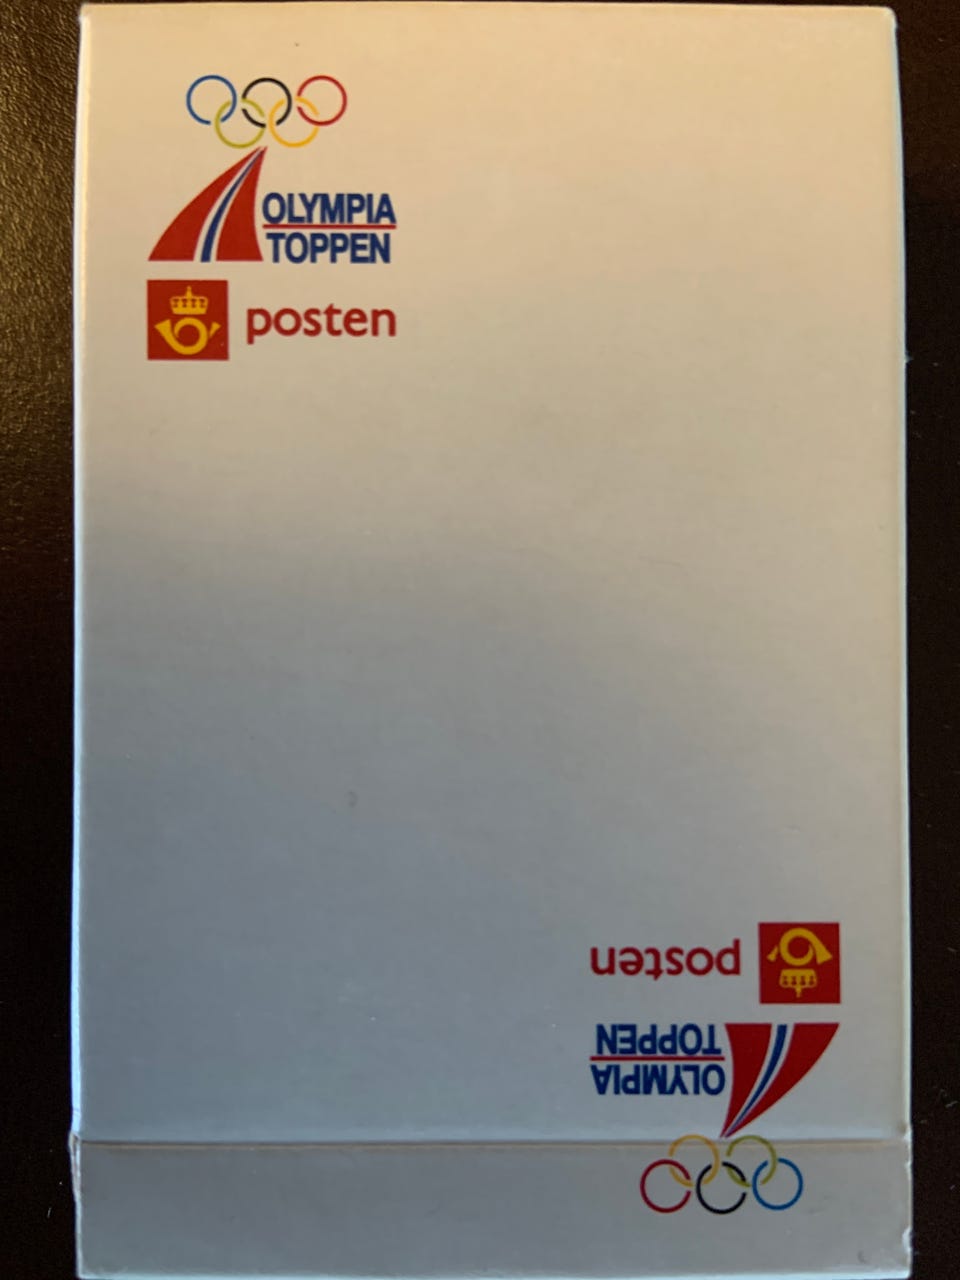 OLYMPIA
TOPPEN
posten
posten
OLYMPIA
TOPPEN